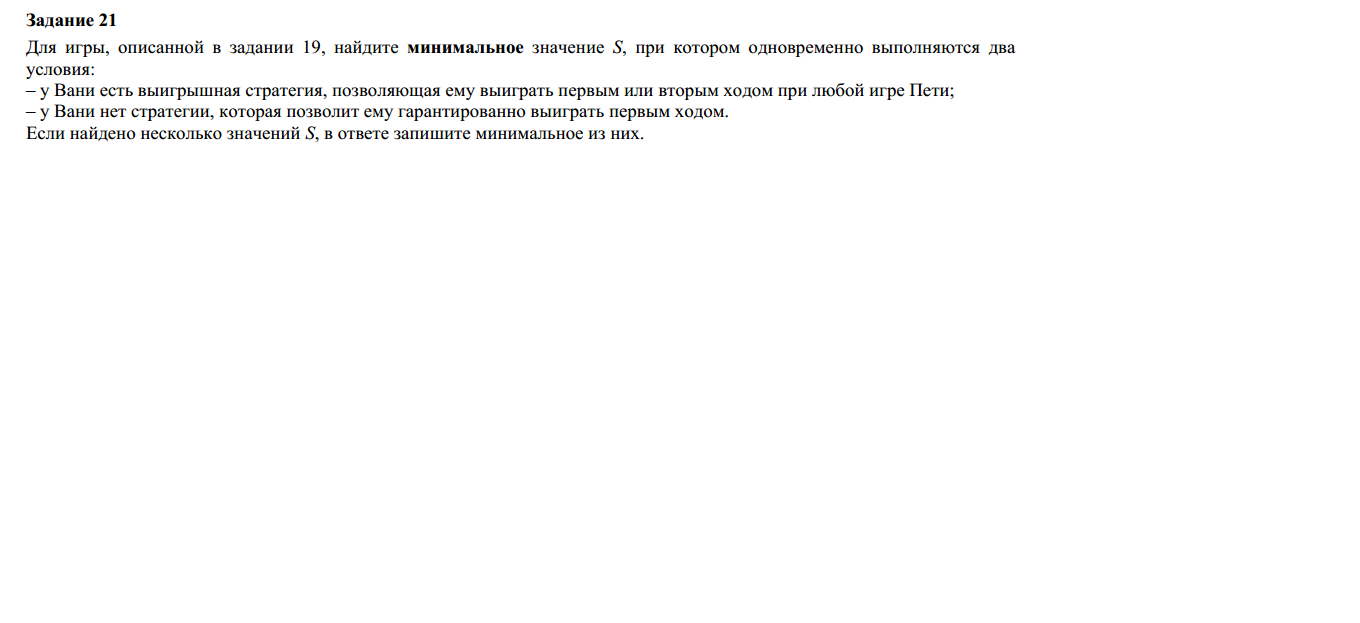 Задание 21
Для игры, описанной в задании 19, найдите минимальное значение S, при котором одновременно выполняются два
условия:
– у Вани есть выигрышная стратегия, позволяющая ему выиграть первым или вторым ходом при любой игре Пети;
– у Вани нет стратегии, которая позволит ему гарантированно выиграть первым ходом.
Если найдено несколько значений S, в ответе запишите минимальное из них.